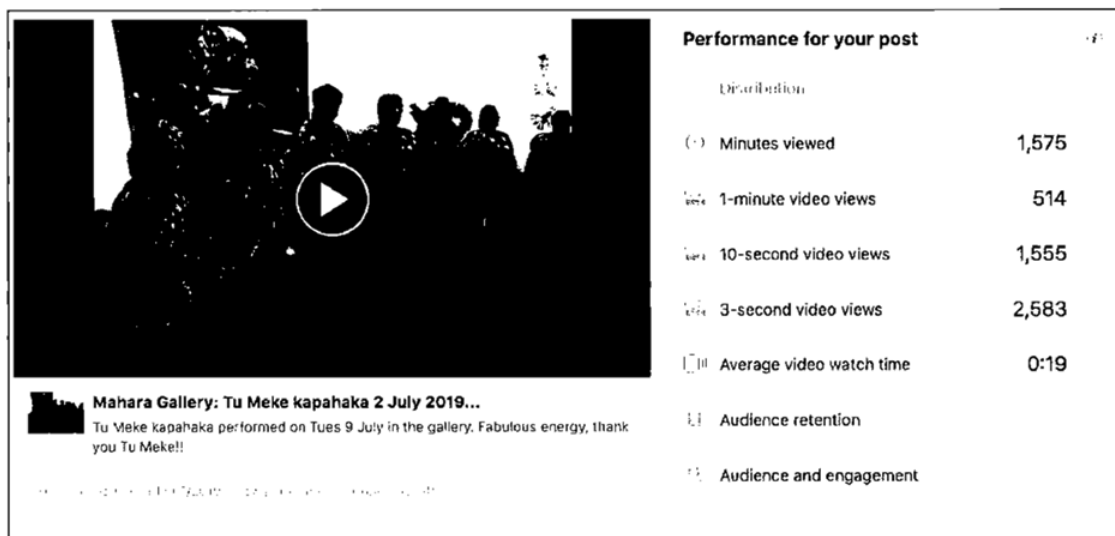 Performance for your post
Distribution
Minutes viewed 1,575
1-minute video views 514
10-second video views 1,555
3-second video views 2,583
Average video watch time 0:19
Audience retention
Audience and engagement
Mahara Gallery: Tu Meke kapahaka 2 July 2019...
Tu Meke kapahaka performed on Tues 9 July in the gallery. Fabulous energy, thank
you Tu Meke!!